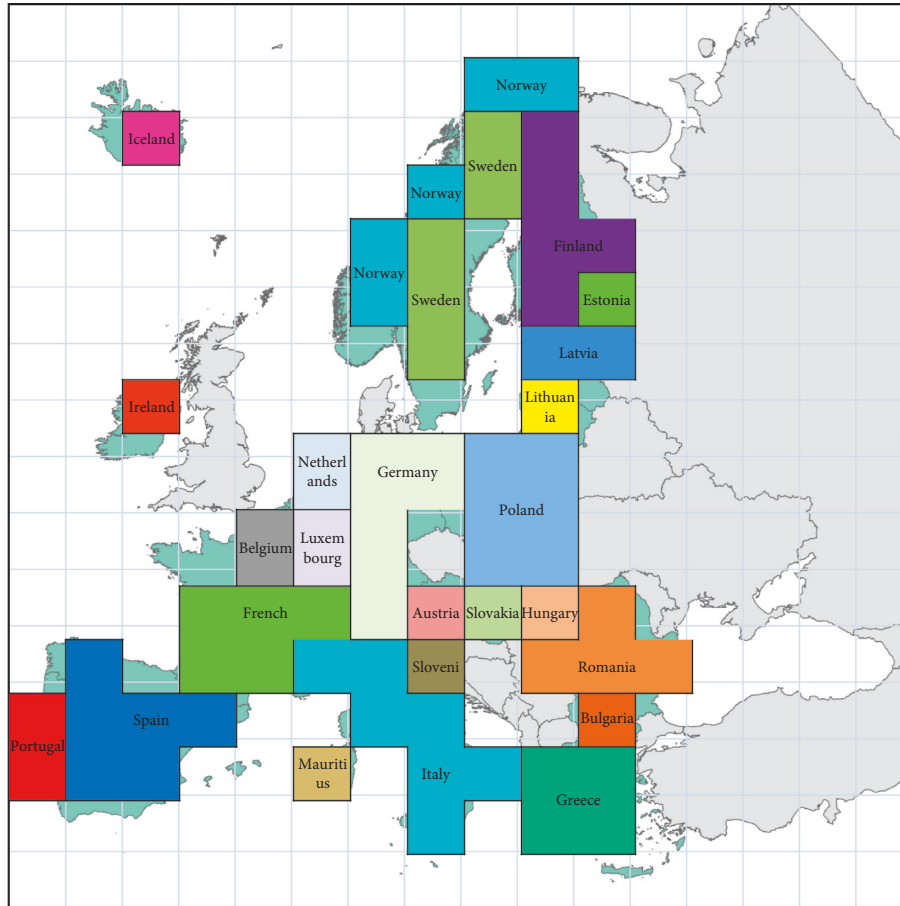 Norway
Iceland
Sweden
Norway
Finland
Norway
Sweden
Estonia
Latvia
Ireland
Lithuan
ia
Netherl
ands
Germany
Poland
Belgium
Luxem
bourg
French
Austria
Slovakia
Hungary
Sloveni
Romania
Portugal
Spain
Bulgaria
Mauriti
us
Italy
Greece